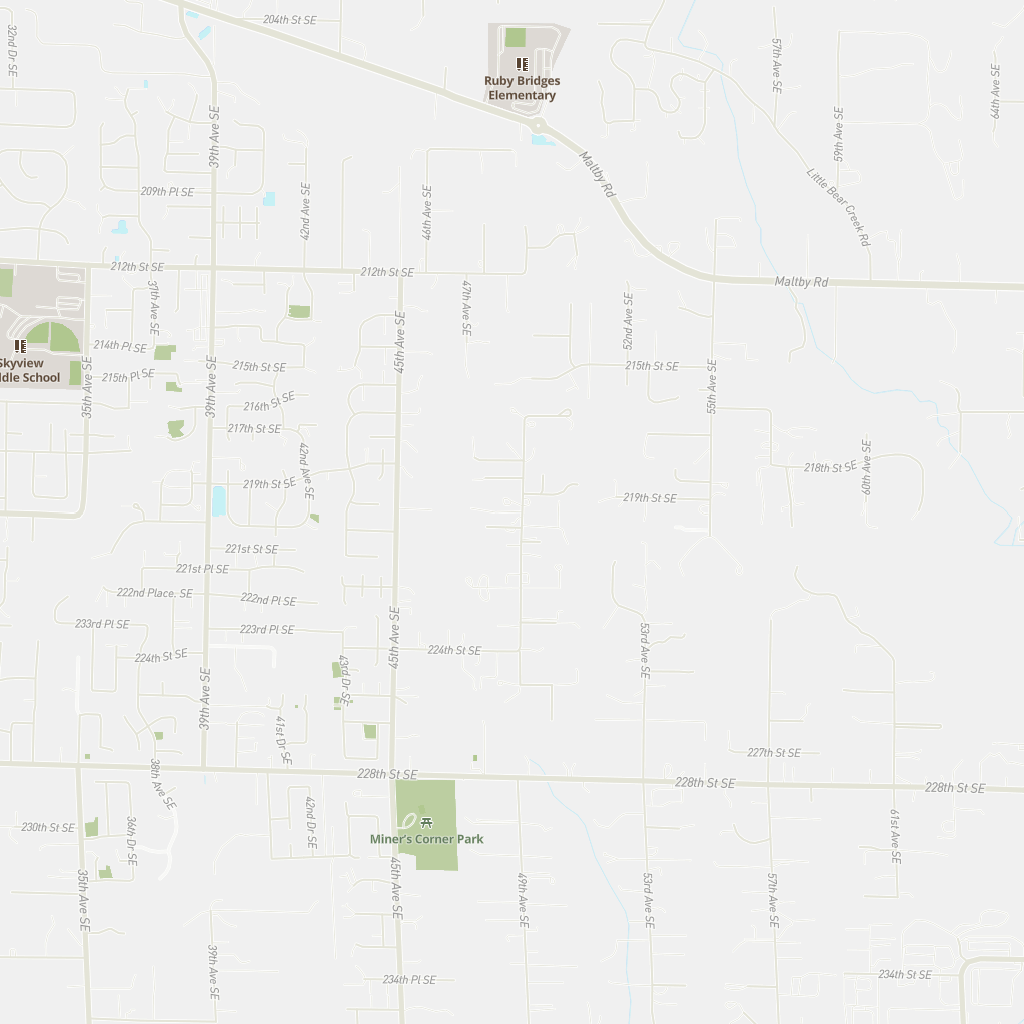 204th St SE
32nd Dr SE
57th Ave SE
64th Ave SE
Ruby Bridges
Elementary
39th Ave SE
59th Ave SE
Maltby Rd
209th Pl SE
42nd Ave SE
46th Ave SE
Little Bear Creek Rd
212th St SE
212th St SE
Maltby Rd
37th Ave SE
47th Ave SE
52nd Ave SE
45th Ave SE
214th Pl SE
Skyview
ddle School
215th Pl SE
35th Ave SE
39th Ave SE
215th St SE
215th St SE
55th Ave SE
216th St SE
217th St SE
42nd Ave SE
219th St SE
218th St SE
60th Ave SE
219th St SE
221st St SE
221st Pl SE
222nd Place. SE
222nd Pl SE
233rd Pl SE
223rd Pl SE
45th Ave SE
53rd Ave SE
224th St SE
224th St SE
43rd Dr SE
39th Ave SE
41st Dr SE
227th St SE
38th Ave SE
228th St SE
228th St SE
228th St SE
230th St SE
36th Dr SE
42nd Dr SE
Miner's Corner Park
61st Ave SE
35th Ave SE
45th Ave SE
49th Ave SE
53rd Ave SE
57th Ave SE
39th Ave SE
234th Pl SE
234th St SE